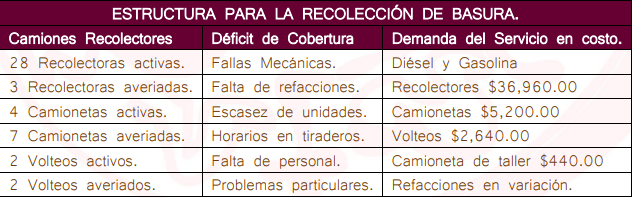 ESTRUCTURA PARA LA RECOLECCIÓN DE BASURA.
Camiones Recolectores Déficit de Cobertura Demanda del Servicio en costo.
28 Recolectoras activas. Fallas Mecánicas. Diésel y Gasolina
3 Recolectoras averiadas. Falta de refacciones. Recolectores $36,960.00
4 Camionetas activas. Escasez de unidades. Camionetas $5,200.00
7 Camionetas averiadas. Horarios en tiraderos. Volteos $2,640.00
2 Volteos activos. Falta de personal. Camioneta de taller $440.00
2 Volteos averiados. Problemas particulares. Refacciones en variación.